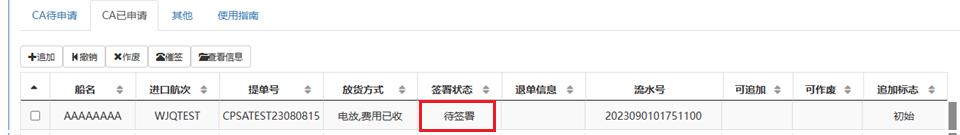 CA待申请 CA已申请 其他 使用指南
追加 撤销 作废 催签 查看信息
船名 进口航次 提单号 放货方式 签署状态 退单信息 流水号 可追加 可作废 追加标志
AAAAAAAA WJQTEST CPSATEST23080815 电放,费用已收 待签署 2023090101751100 初始